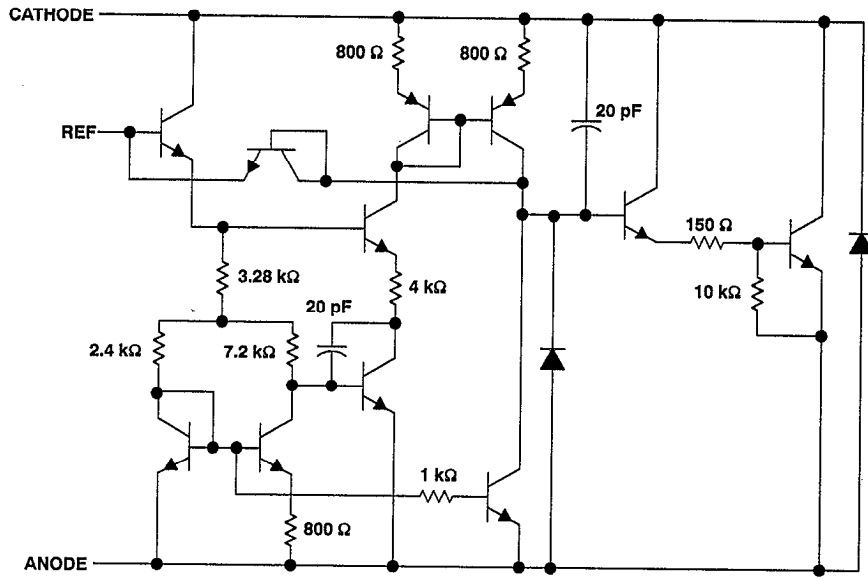 CATHODE
800 Ω
800 Ω
20 pF
REF
150 Ω
3.28 kΩ
4 kΩ
10 kΩ
20 pF
2.4 kΩ
7.2 kΩ
1 kΩ
800 Ω
ANODE